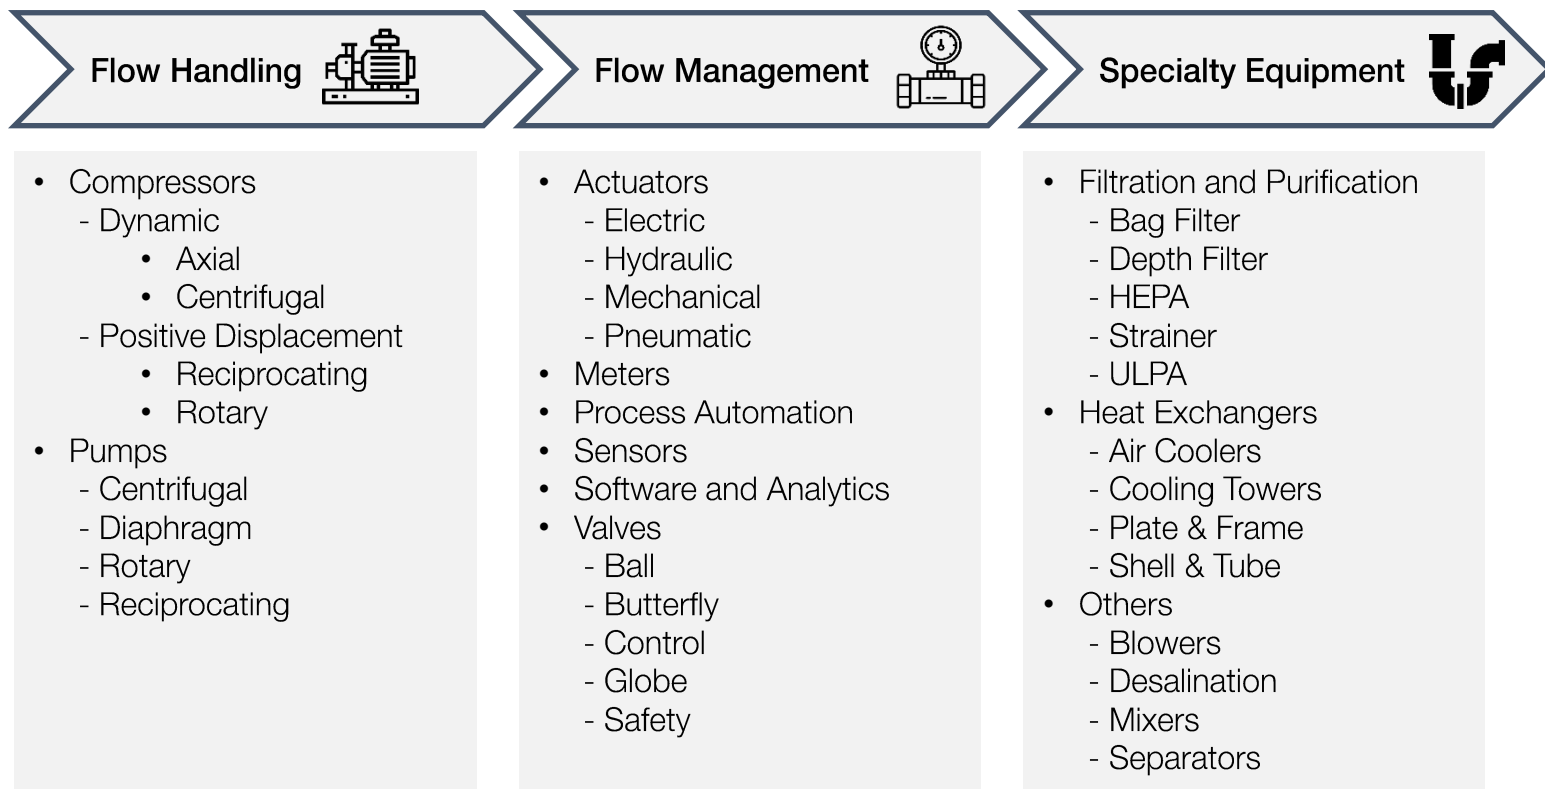 Flow Handling
• Compressors
- Dynamic
• Axial
• Centrifugal
- Positive Displacement
• Reciprocating
• Rotary
• Pumps
- Centrifugal
- Diaphragm
- Rotary
- Reciprocating
Flow Management
• Actuators
- Electric
- Hydraulic
- Mechanical
- Pneumatic
• Meters
• Process Automation
• Sensors
• Software and Analytics
• Valves
- Ball
- Butterfly
- Control
- Globe
- Safety
Specialty Equipment
• Filtration and Purification
- Bag Filter
- Depth Filter
- HEPA
- Strainer
- ULPA
• Heat Exchangers
- Air Coolers
- Cooling Towers
- Plate & Frame
- Shell & Tube
• Others
- Blowers
- Desalination
- Mixers
- Separators